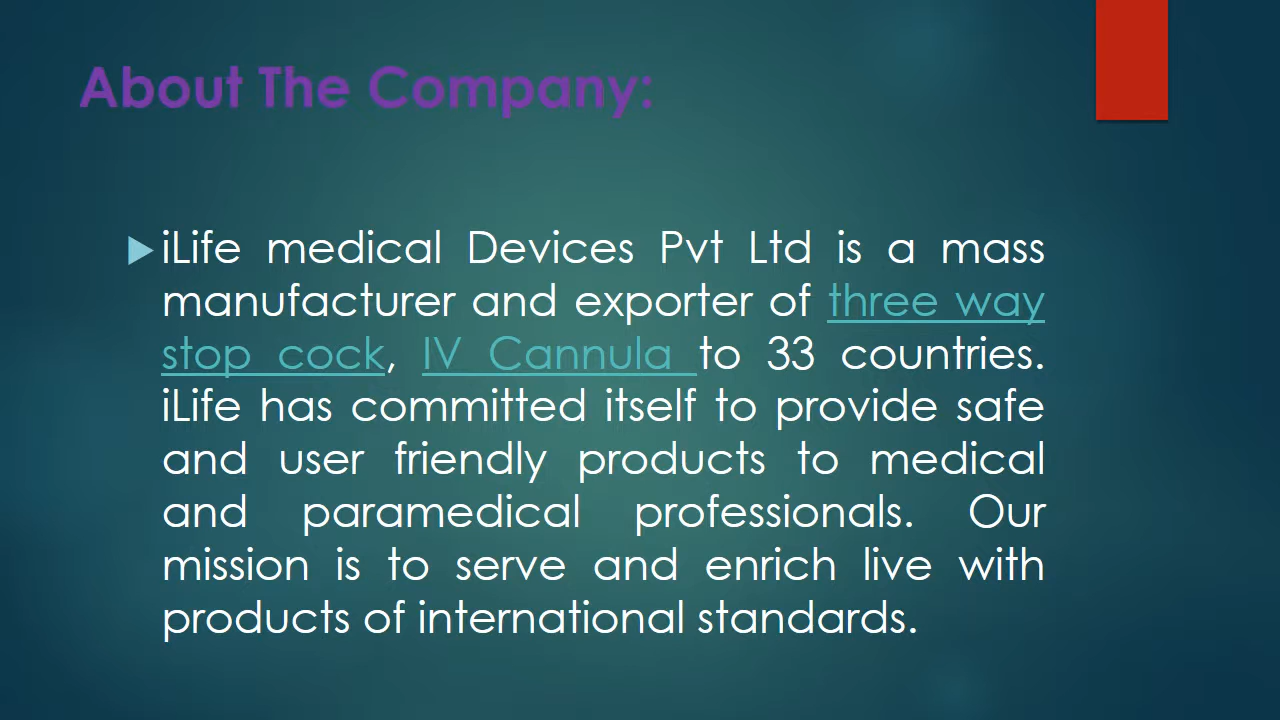 About The Company:
iLife medical Devices Pvt Ltd is a mass
manufacturer and exporter of three way
stop cock, IV Cannula to 33 countries.
iLife has committed itself to provide safe
and user friendly products to medical
and paramedical professionals. Our
mission is to serve and enrich live with
products of international standards.